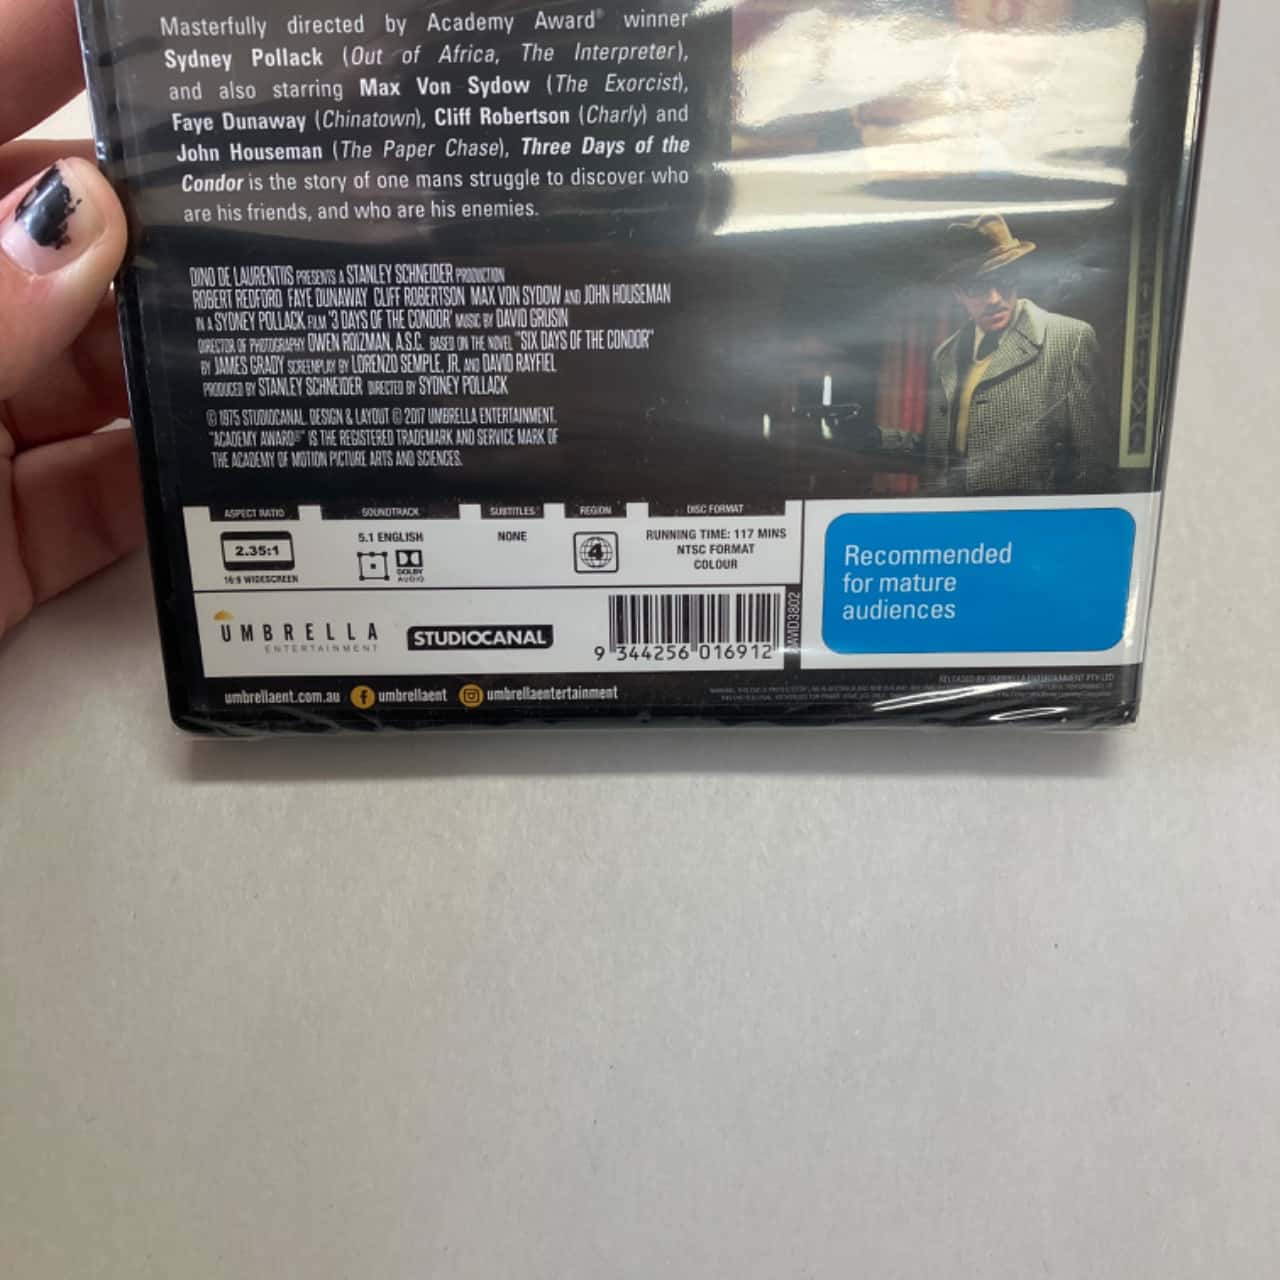 Masterfully directed by Academy Award® winner
Sydney Pollack (Out of Africa, The Interpreter),
and also starring Max Von Sydow (The Exorcist),
Faye Dunaway (Chinatown), Cliff Robertson (Charly) and
John Houseman (The Paper Chase), Three Days of the
Condor is the story of one mans struggle to discover who
are his friends, and who are his enemies.
DINO DE LAURENTIIS PRESENTS A STANLEY SCHNEIDER PRODUCTION
ROBERT REDFORD FAYE DUNAWAY CLIFF ROBERTSON MAX VON SYDOW AND JOHN HOUSEMAN
IN A SYDNEY POLLACK FILM '3 DAYS OF THE CONDOR' MUSIC BY DAVID GRUSIN
DIRECTOR OF PHOTOGRAPHY OWEN ROIZMAN, A.S.C. BASED ON THE NOVEL "SIX DAYS OF THE CONDOR"
BY JAMES GRADY SCREENPLAY BY LORENZO SEMPLE, JR. AND DAVID RAYFIEL
PRODUCED BY STANLEY SCHNEIDER DIRECTED BY SYDNEY POLLACK
© 1975 STUDIOCANAL. DESIGN & LAYOUT © 2017 UMBRELLA ENTERTAINMENT.
"ACADEMY AWARD®" IS THE REGISTERED TRADEMARK AND SERVICE MARK OF
THE ACADEMY OF MOTION PICTURE ARTS AND SCIENCES.
ASPECT RATIO
2.35:1
16:9 WIDESCREEN
SOUNDTRACK
5.1 ENGLISH
DOLBY
AUDIO
SUBTITLES
NONE
REGION
4
DISC FORMAT
RUNNING TIME: 117 MINS
NTSC FORMAT
COLOUR
Recommended
for mature
audiences
UMBRELLA
ENTERTAINMENT
STUDIOCANAL
9 344256 016912
umbrellaent.com.au umbrellaent umbrellaentertainment
RELEASED BY UMBRELLA ENTERTAINMENT PTY LTD